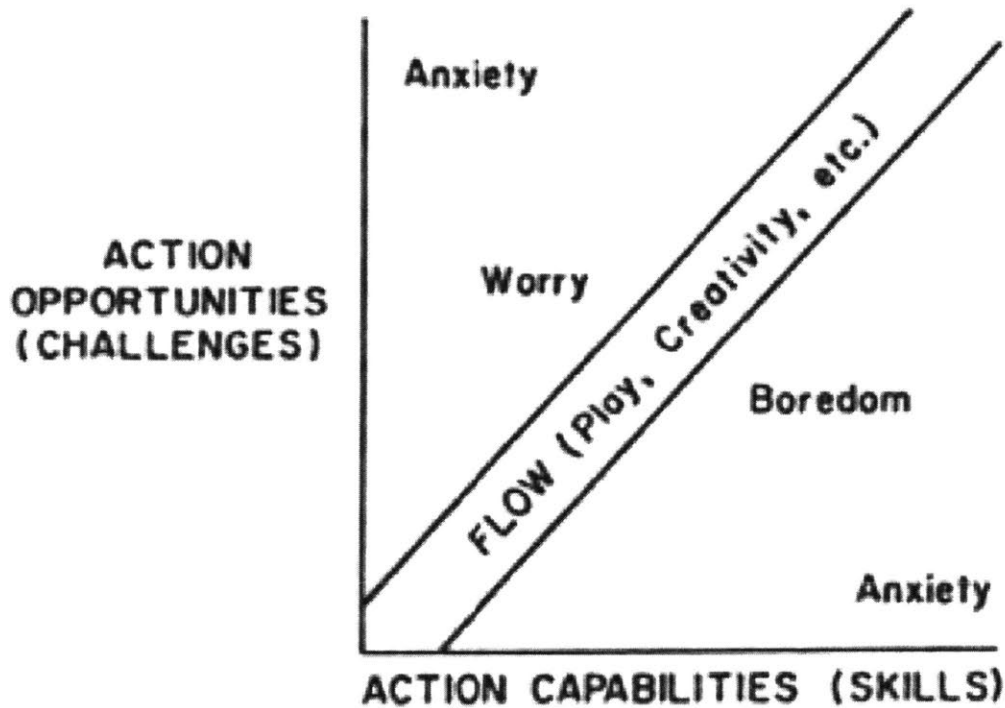 Anxiety
ACTION
OPPORTUNITIES
(CHALLENGES)
Worry
FLOW (Play, Creativity, etc.)
Boredom
Anxiety
ACTION CAPABILITIES (SKILLS)